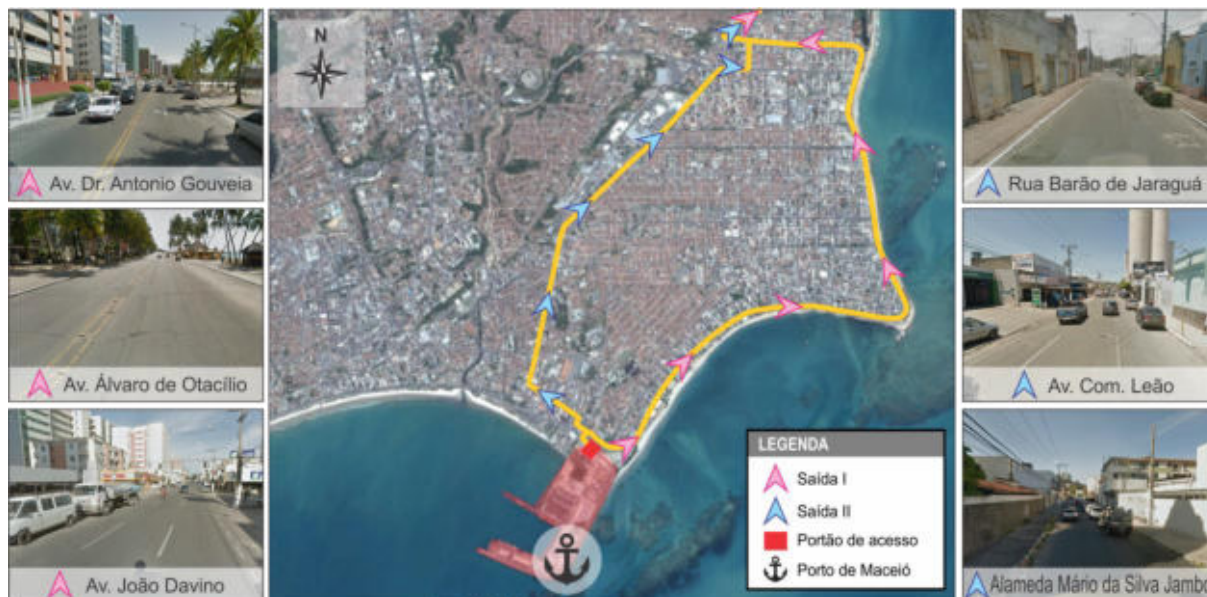 Av. Dr. Antonio Gouveia
Av. Álvaro de Otacílio
Av. João Davino
N
LEGENDA
Saída I
Saída II
Portão de acesso
Porto de Maceió
Rua Barão de Jaraguá
Av. Com. Leão
Alameda Mário da Silva Jambo